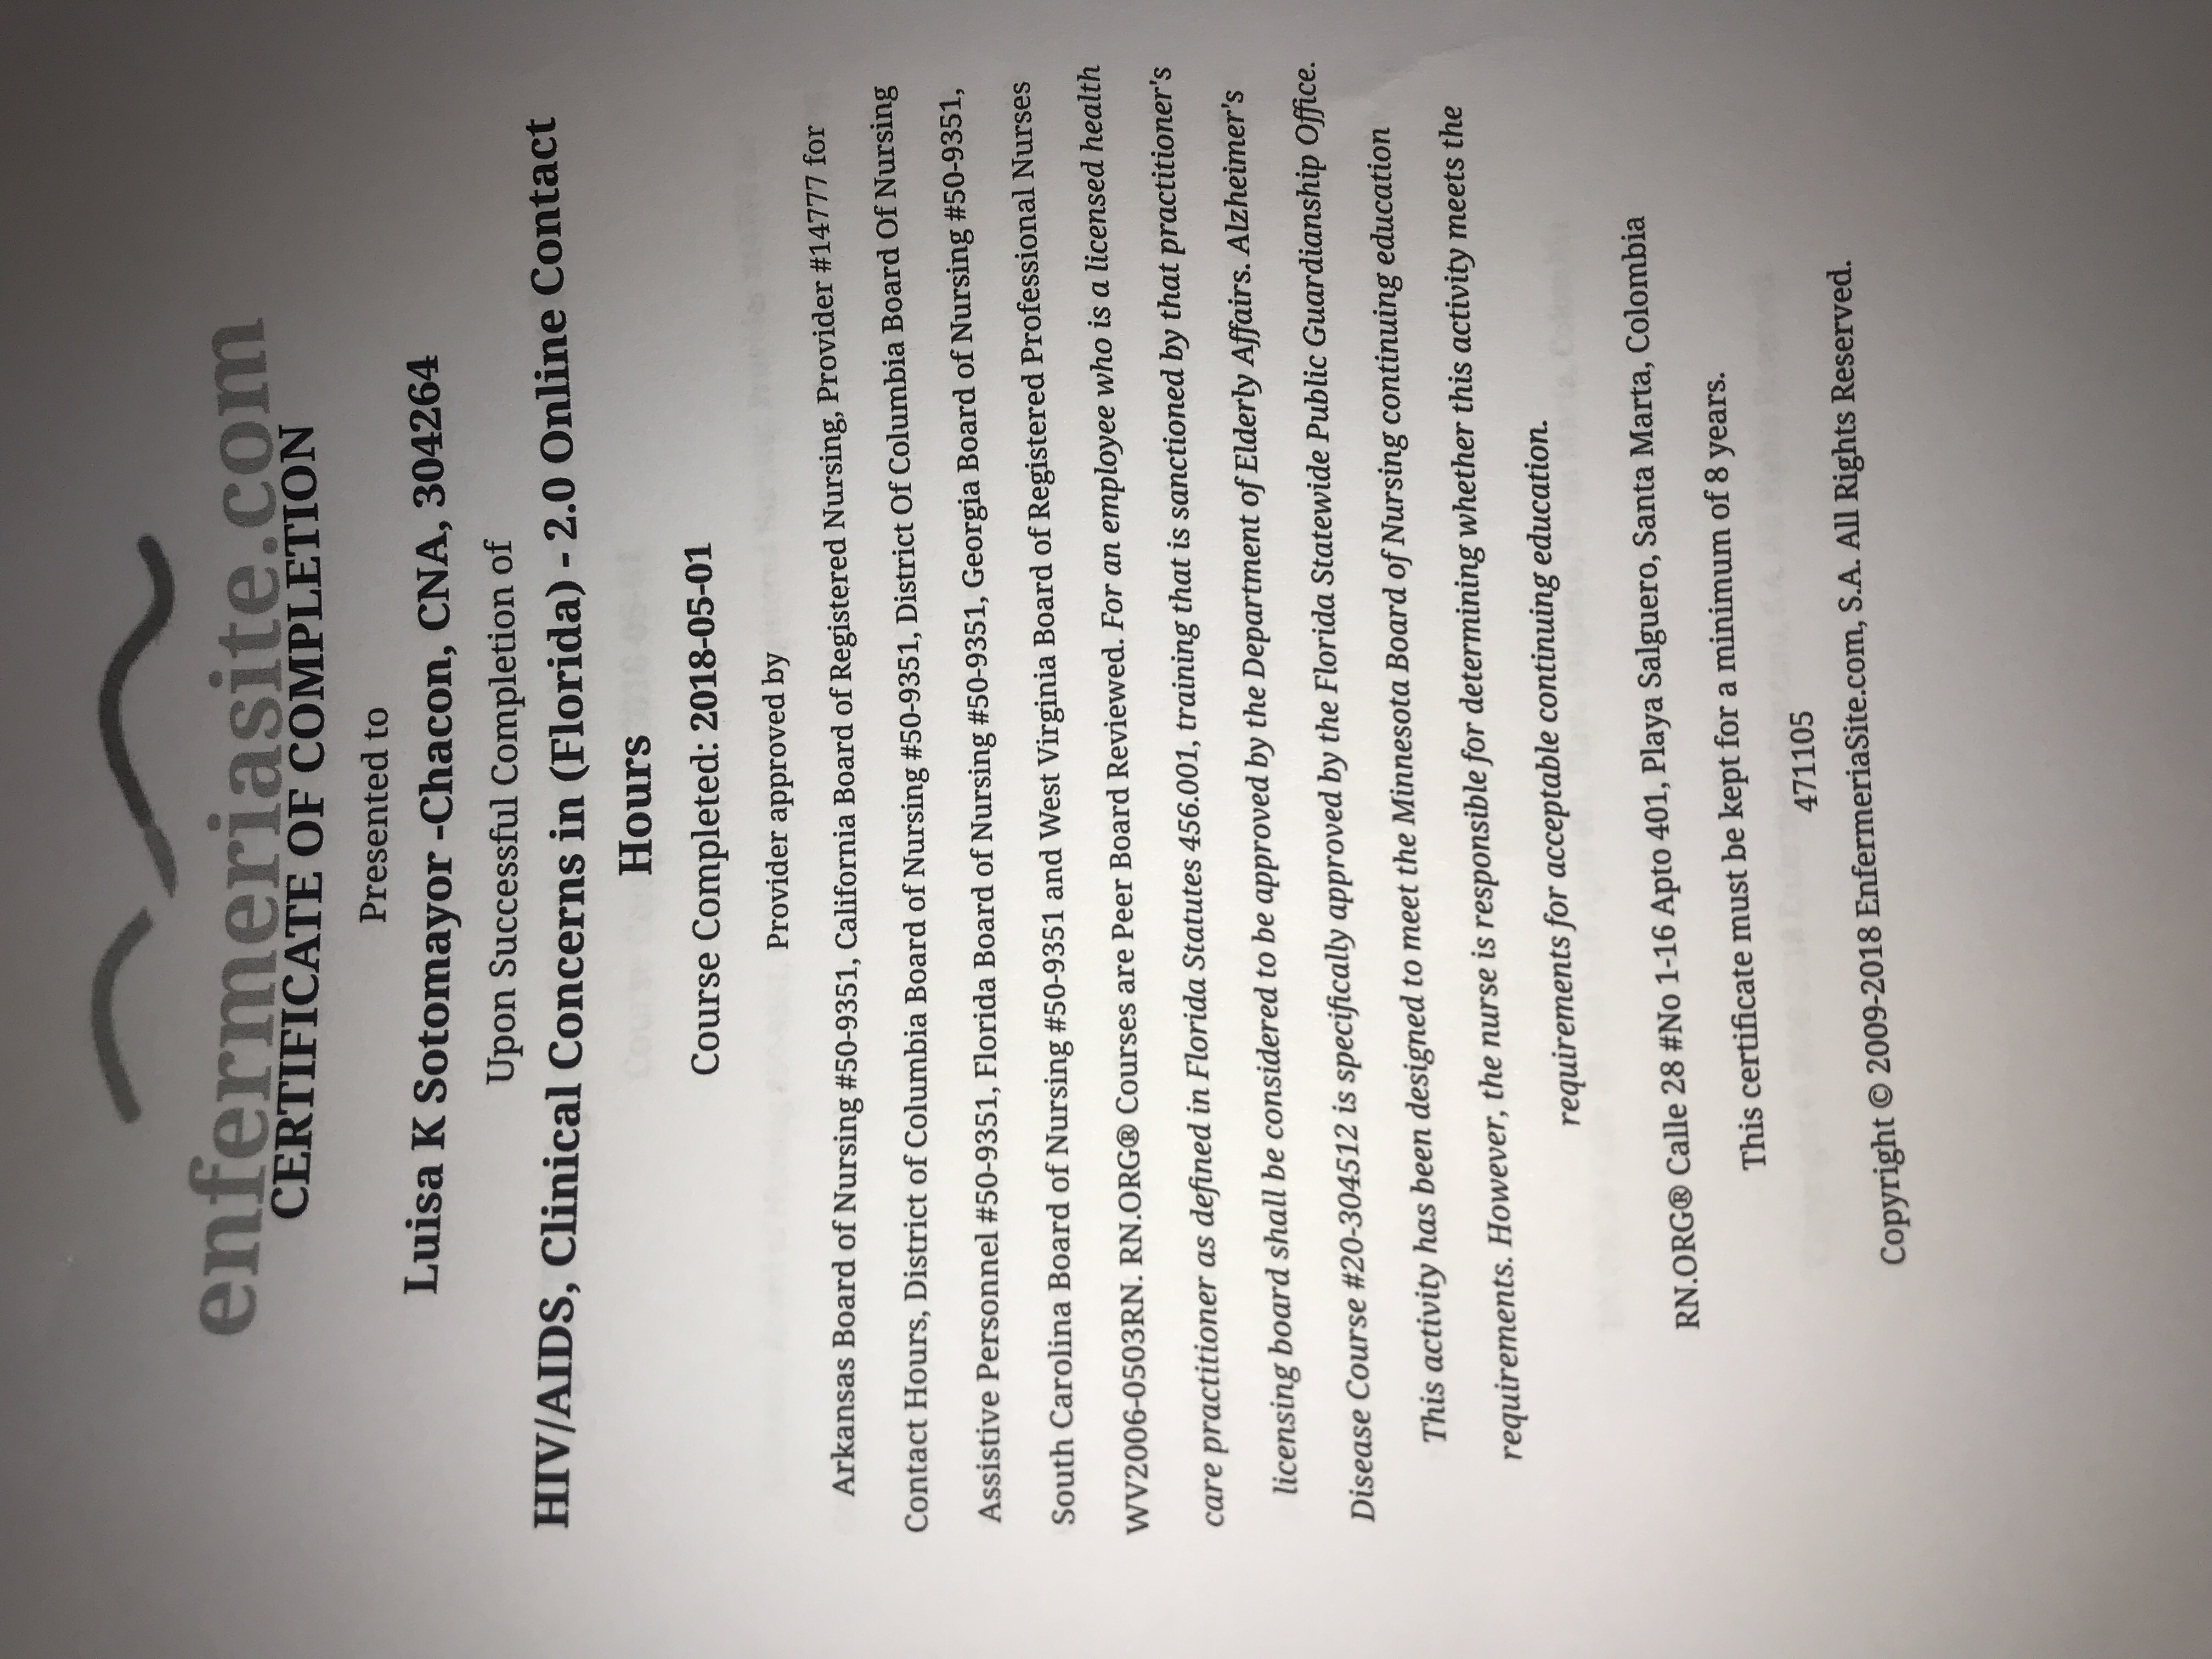 enfermeriasite.com
CERTIFICATE OF COMPLETION
Presented to
Luisa K Sotomayor -Chacon, CNA, 304264
Upon Successful Completion of
HIV/AIDS, Clinical Concerns in (Florida) - 2.0 Online Contact
Hours
Course Completed: 2018-05-01
Provider approved by
Arkansas Board of Nursing #50-9351, California Board of Registered Nursing, Provider #14777 for
Contact Hours, District of Columbia Board of Nursing #50-9351, District Of Columbia Board Of Nursing
Assistive Personnel #50-9351, Florida Board of Nursing #50-9351, Georgia Board of Nursing #50-9351,
South Carolina Board of Nursing #50-9351 and West Virginia Board of Registered Professional Nurses
WV2006-0503RN. RN.ORG® Courses are Peer Board Reviewed. For an employee who is a licensed health
care practitioner as defined in Florida Statutes 456.001, training that is sanctioned by that practitioner's
licensing board shall be considered to be approved by the Department of Elderly Affairs. Alzheimer's
Disease Course #20-304512 is specifically approved by the Florida Statewide Public Guardianship Office.
This activity has been designed to meet the Minnesota Board of Nursing continuing education
requirements. However, the nurse is responsible for determining whether this activity meets the
requirements for acceptable continuing education.
RN.ORG® Calle 28 #No 1-16 Apto 401, Playa Salguero, Santa Marta, Colombia
This certificate must be kept for a minimum of 8 years.
471105
Copyright © 2009-2018 EnfermeriaSite.com, S.A. All Rights Reserved.